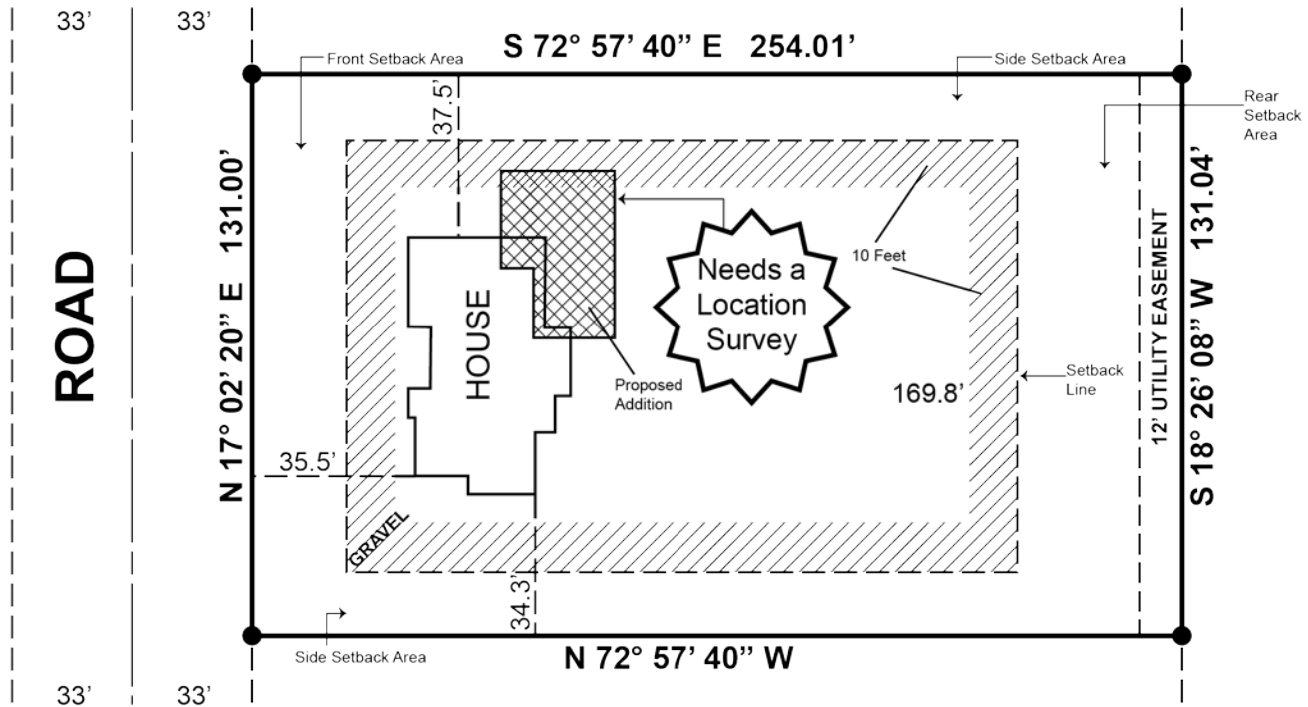 33’
33’
S 72° 57’ 40” E 254.01’
Front Setback Area
Side Setback Area
Rear
Setback
Area
37.5’
ROAD
N 17° 02’ 20” E 131.00’
HOUSE
Needs a
Location
Survey
10 Feet
Proposed
Addition
169.8’
Setback
Line
12’ UTILITY EASEMENT
S 18° 26’ 08” W 131.04’
35.5’
GRAVEL
34.3’
Side Setback Area
N 72° 57’ 40” W
33’
33’